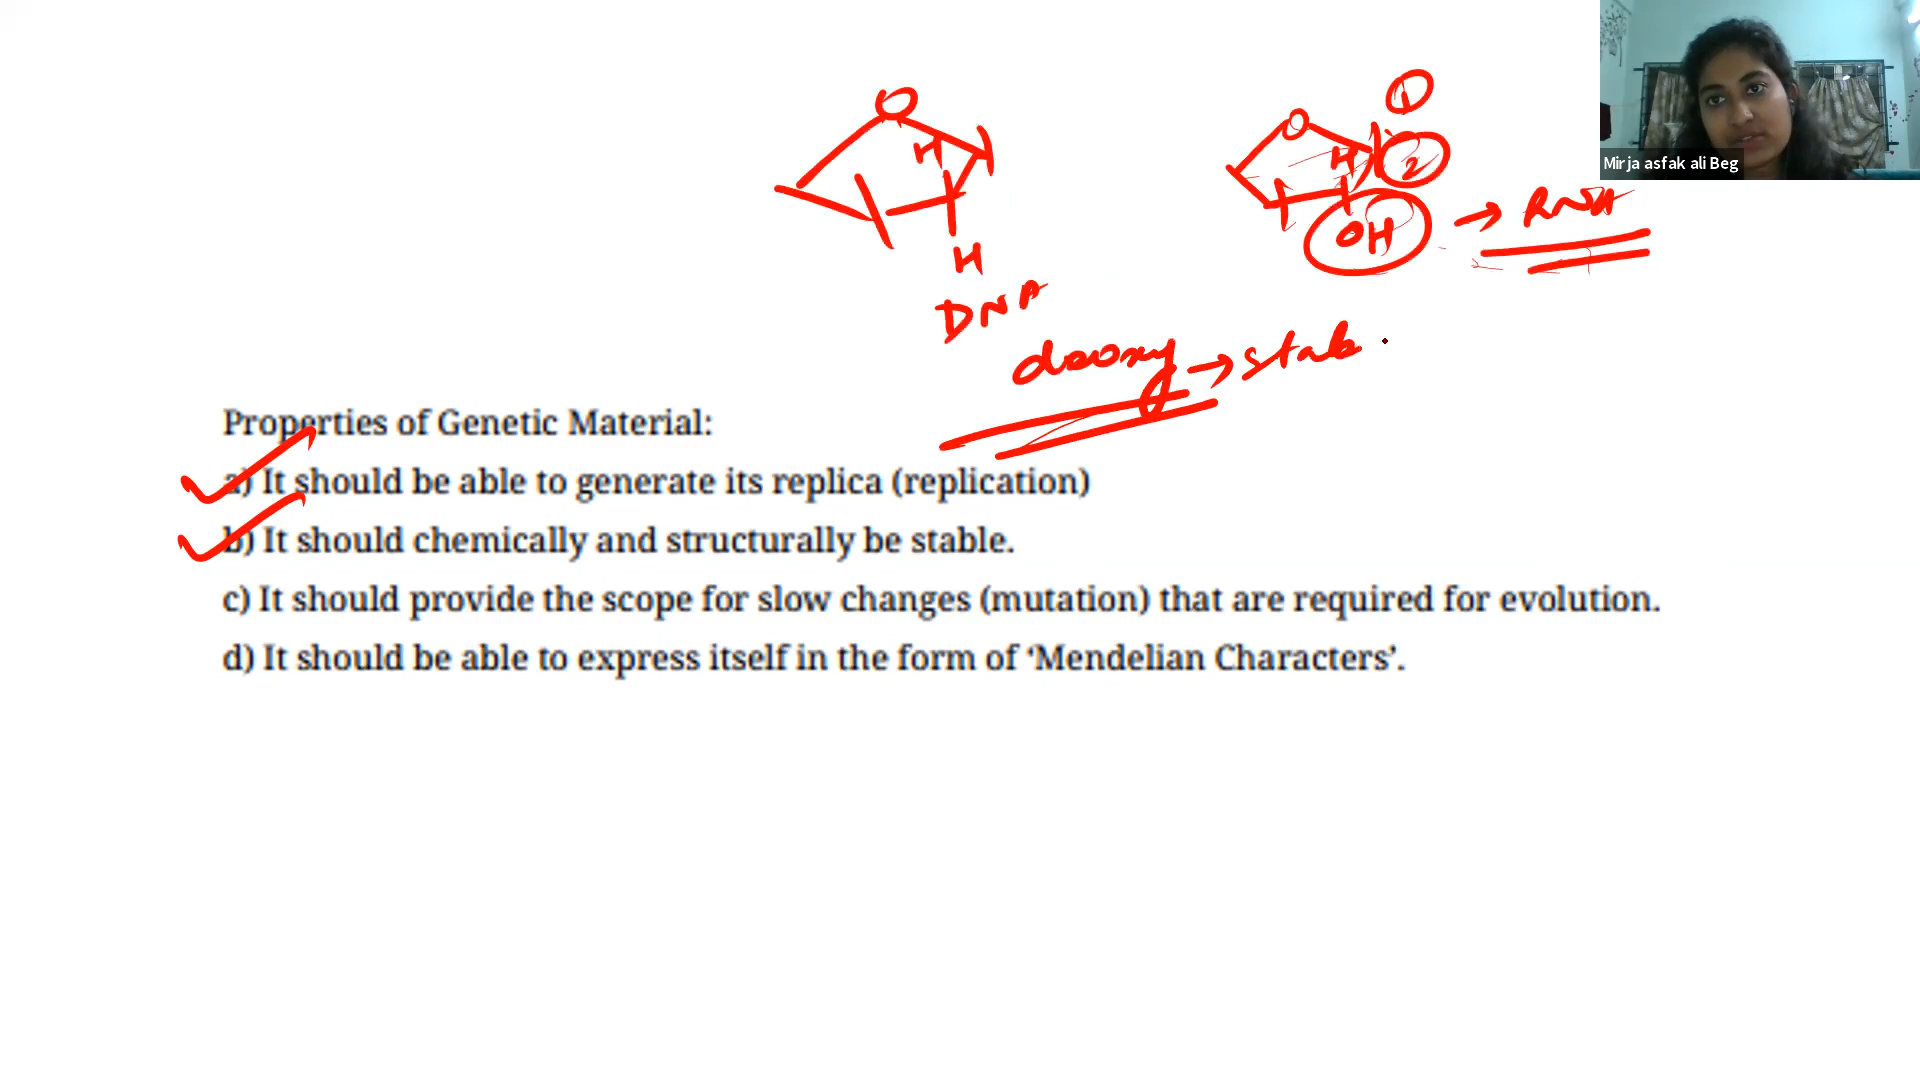 O
H
H
DNA
deoxy → stab
O
H
1
2
OH → RNA
Mirja asfak ali Beg
Properties of Genetic Material:
a) It should be able to generate its replica (replication)
b) It should chemically and structurally be stable.
c) It should provide the scope for slow changes (mutation) that are required for evolution.
d) It should be able to express itself in the form of ‘Mendelian Characters’.